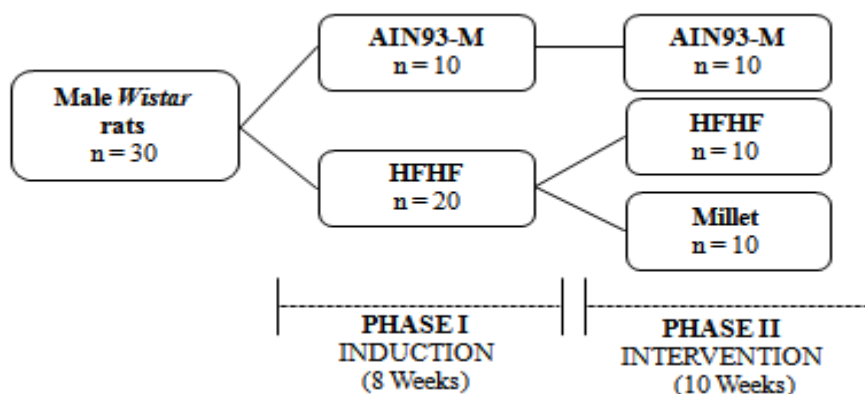 Male Wistar
rats
n = 30
AIN93-M
n = 10
HFHF
n = 20
AIN93-M
n = 10
HFHF
n = 10
Millet
n = 10
PHASE I
INDUCTION
(8 Weeks)
PHASE II
INTERVENTION
(10 Weeks)